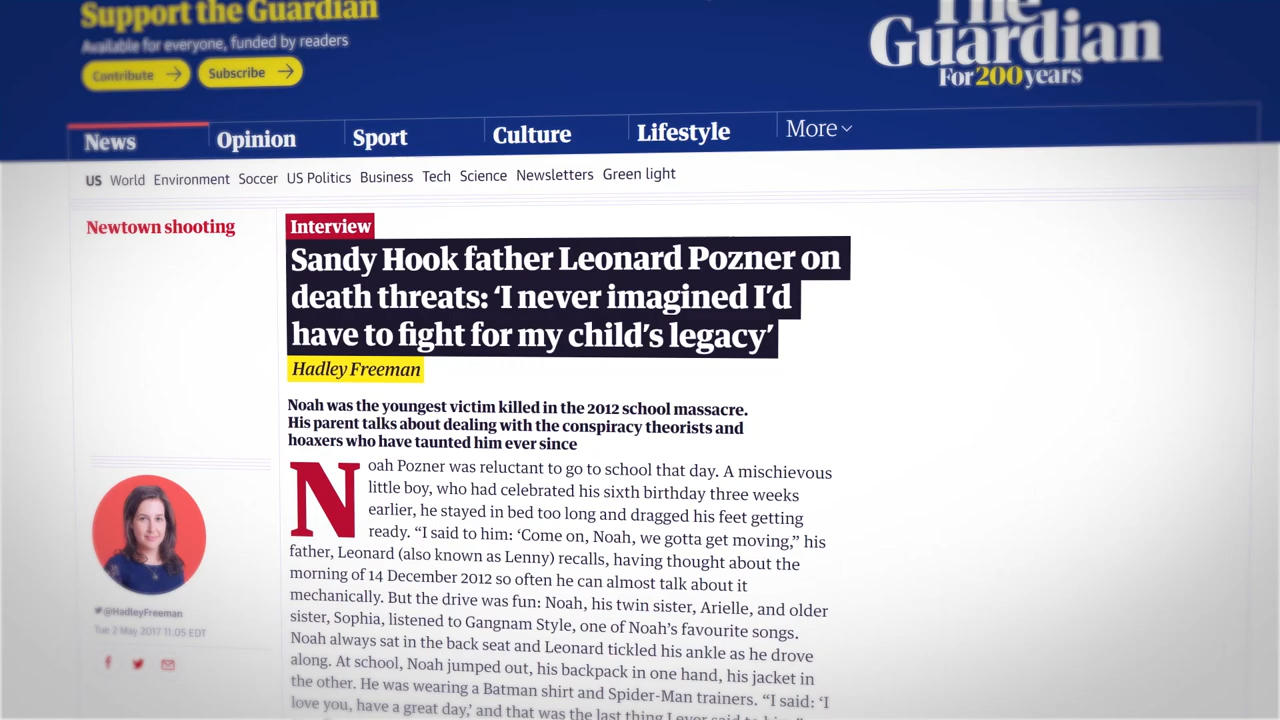 Support the Guardian
Available for everyone, funded by readers
Contribute
Subscribe
The
Guardian
For 200 years
News
Opinion
Sport
Culture
Lifestyle
More
US World Environment Soccer US Politics Business Tech Science Newsletters Green light
Newtown shooting
Interview
Sandy Hook father Leonard Pozner on
death threats: ‘I never imagined I’d
have to fight for my child’s legacy’
Hadley Freeman
Noah was the youngest victim killed in the 2012 school massacre.
His parent talks about dealing with the conspiracy theorists and
hoaxers who have taunted him ever since
Noah Pozner was reluctant to go to school that day. A mischievous
little boy, who had celebrated his sixth birthday three weeks
earlier, he stayed in bed too long and dragged his feet getting
ready. “I said to him: ‘Come on, Noah, we gotta get moving,” his
father, Leonard (also known as Lenny) recalls, having thought about the
morning of 14 December 2012 so often he can almost talk about it
mechanically. But the drive was fun: Noah, his twin sister, Arielle, and older
sister, Sophia, listened to Gangnam Style, one of Noah’s favourite songs.
Noah always sat in the back seat and Leonard tickled his ankle as he drove
along. At school, Noah jumped out, his backpack in one hand, his jacket in
the other. He was wearing a Batman shirt and Spider-Man trainers. “I said: ‘I
love you, have a great day,’ and that was the last thing I ever said to him.”
@HadleyFreeman
Tue 2 May 2017 11.05 EDT